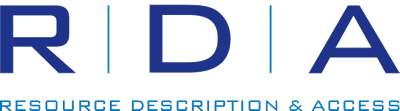 R | D | A
RESOURCE DESCRIPTION & ACCESS